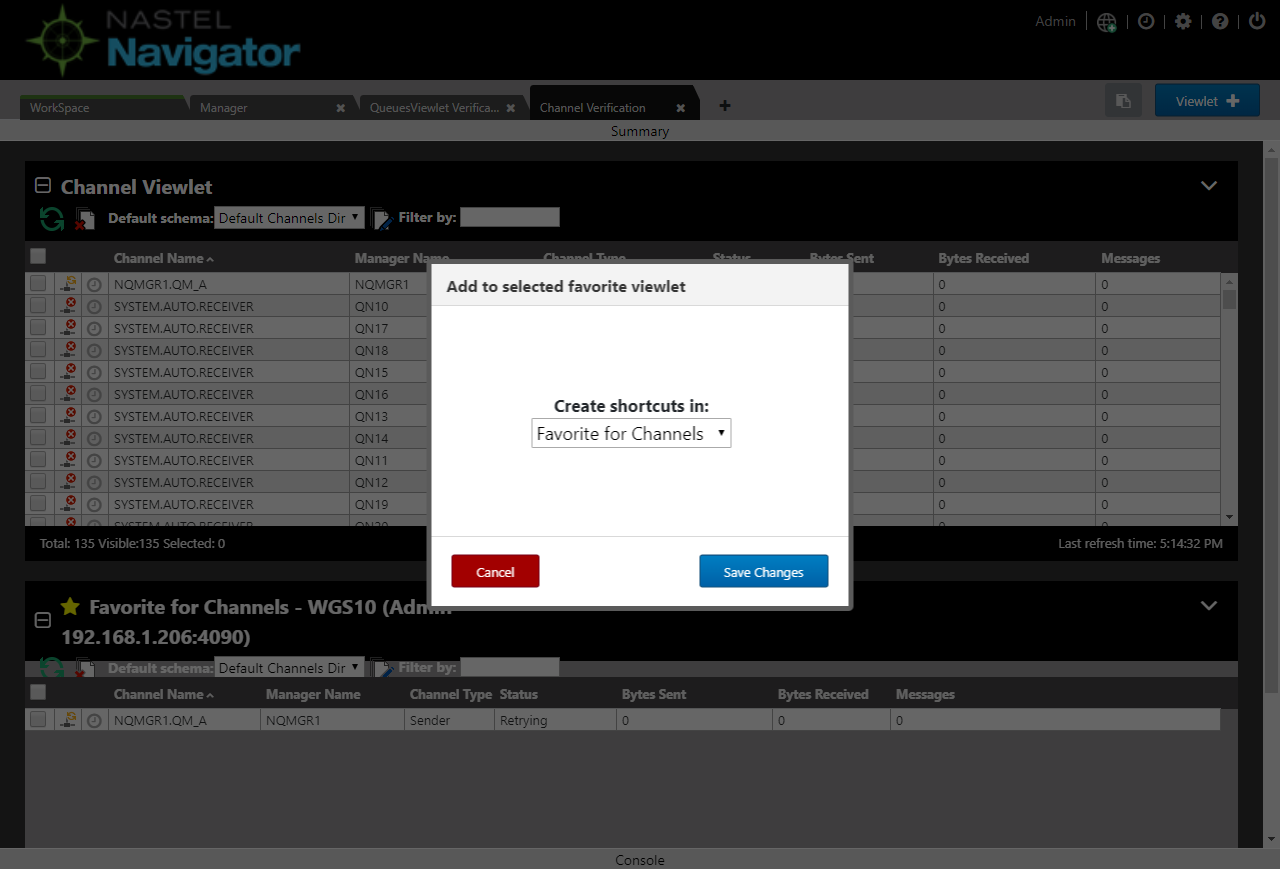 NASTEL
Navigator
Admin
WorkSpace
Manager
QueuesViewlet Verifica...
Channel Verification
Viewlet
Summary
Channel Viewlet
Default schema: Default Channels Dir Filter by:
Channel Name Manager Name Channel Type Status Bytes Sent Bytes Received Messages
NQMGR1.QM_A NQMGR1 0 0
SYSTEM.AUTO.RECEIVER QN10 0 0
SYSTEM.AUTO.RECEIVER QN17 0 0
SYSTEM.AUTO.RECEIVER QN18 0 0
SYSTEM.AUTO.RECEIVER QN15 0 0
SYSTEM.AUTO.RECEIVER QN16 0 0
SYSTEM.AUTO.RECEIVER QN13 0 0
SYSTEM.AUTO.RECEIVER QN14 0 0
SYSTEM.AUTO.RECEIVER QN11 0 0
SYSTEM.AUTO.RECEIVER QN12 0 0
SYSTEM.AUTO.RECEIVER QN19 0 0
SYSTEM.AUTO.RECEIVER QN20 0 0
Total: 135 Visible:135 Selected: 0
Last refresh time: 5:14:32 PM
Add to selected favorite viewlet
Create shortcuts in:
Favorite for Channels
Cancel
Save Changes
Favorite for Channels - WGS10 (Admi...
192.168.1.206:4090)
Default schema: Default Channels Dir Filter by:
Channel Name Manager Name Channel Type Status Bytes Sent Bytes Received Messages
NQMGR1.QM_A NQMGR1 Sender Retrying 0 0 0
Console